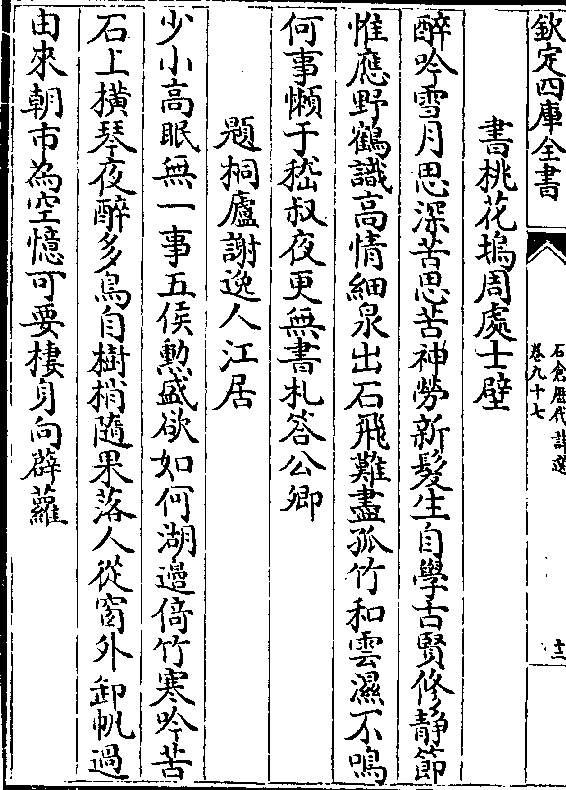 欽定四庫全書
石倉歷代詩選
卷九十七
十二
書桃花塢周處士壁
醉吟雪月思深苦思苦神勞新髮生自學古賢修静節
惟應野鶴識高情細泉出石飛難盡孤竹和雲濕不鳴
何事懶于嵇叔夜更無書札答公卿
題桐廬謝逸人江居
少小高眠無一事五侯勲盛欲如何湖邉倚竹寒吟苦
石上横琴夜醉多鳥自樹梢隨果落人從窗外卸帆過
由來朝市為空憶可要棲身向薜蘿